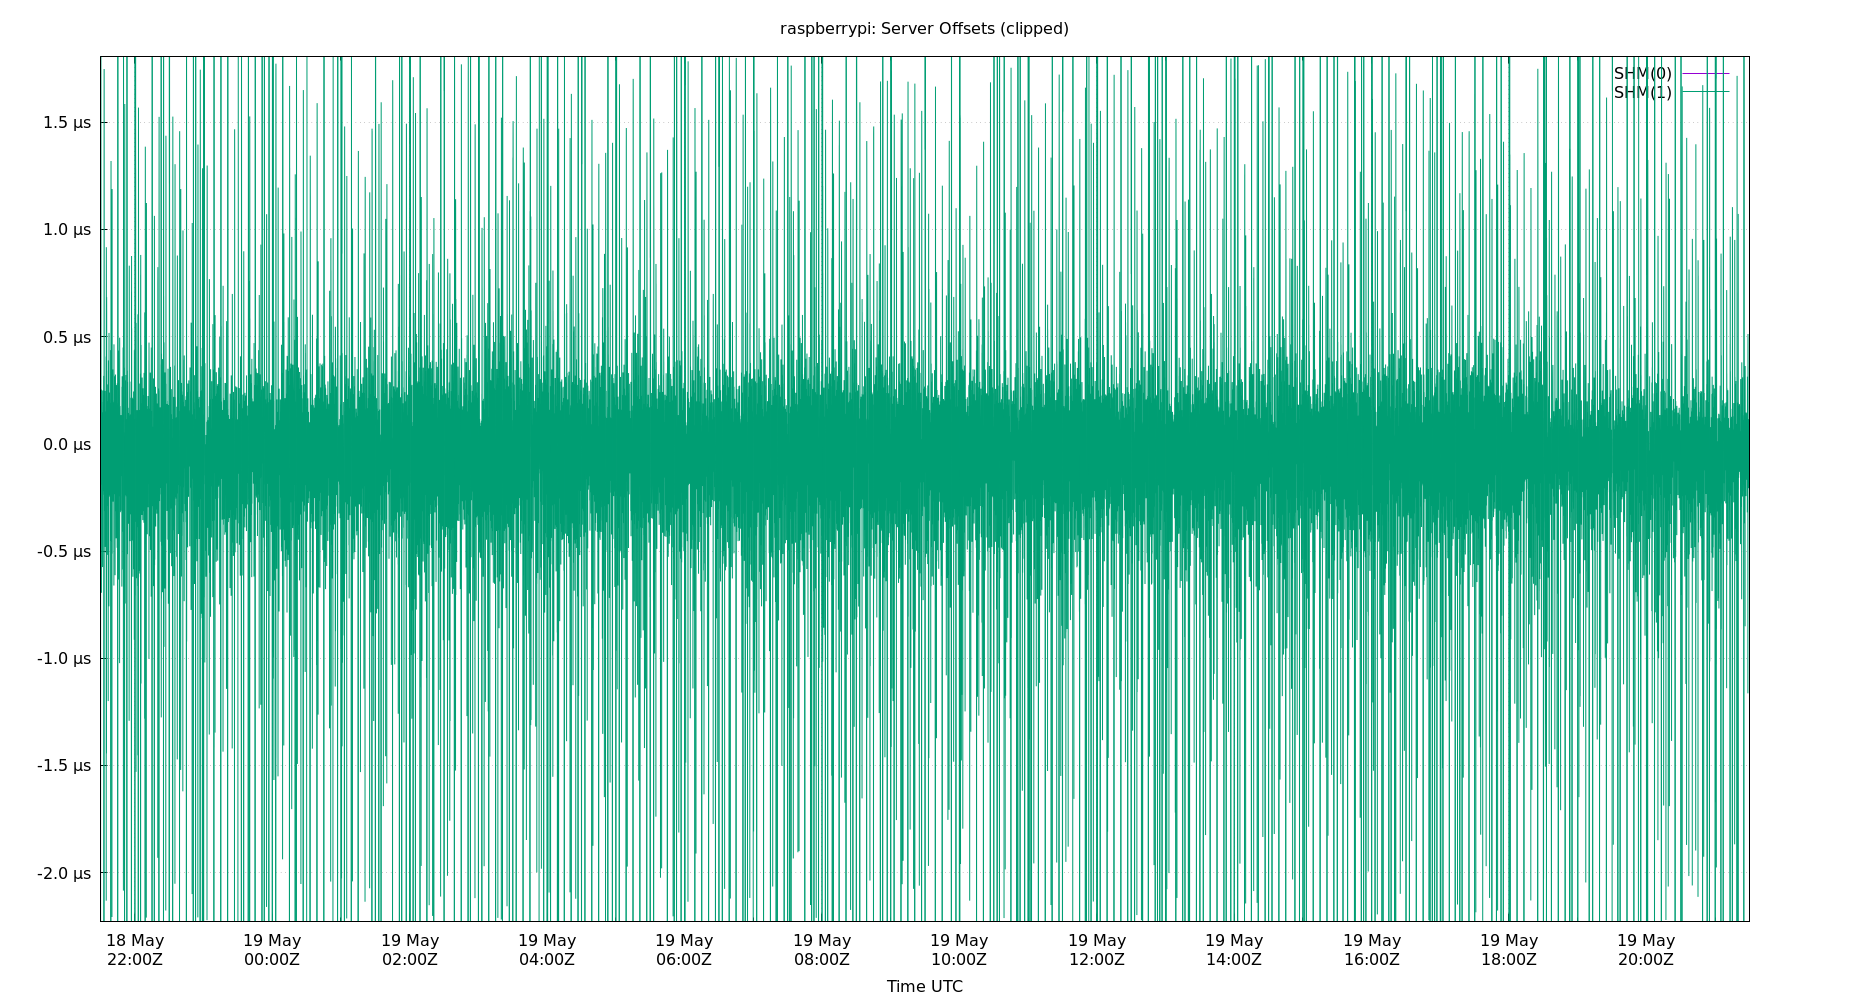 raspberrypi: Server Offsets (clipped)
SHM(0)
SHM(1)
1.5 µs
1.0 µs
0.5 µs
0.0 µs
-0.5 µs
-1.0 µs
-1.5 µs
-2.0 µs
18 May 19 May 19 May 19 May 19 May 19 May 19 May 19 May 19 May 19 May 19 May 19 May
22:00Z 00:00Z 02:00Z 04:00Z 06:00Z 08:00Z 10:00Z 12:00Z 14:00Z 16:00Z 18:00Z 20:00Z
Time UTC